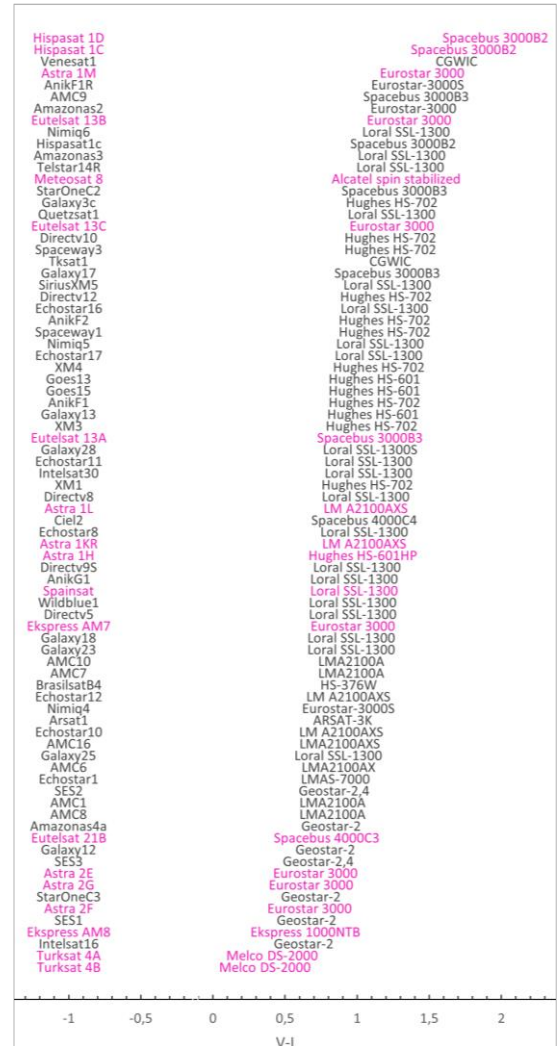 Hispasat 1D Spacebus 3000B2
Hispasat 1C Spacebus 3000B2
Venesat1 CGWIC
Astra 1M Eurostar 3000
AnikF1R Eurostar-3000S
AMC9 Spacebus 3000B3
Amazonas2 Eurostar-3000
Eutelsat 13B Eurostar 3000
Nimiq6 Loral SSL-1300
Hispasat1c Spacebus 3000B2
Amazonas3 Loral SSL-1300
Telstar14R Loral SSL-1300
Meteosat 8 Alcatel spin stabilized
StarOneC2 Spacebus 3000B3
Galaxy3c Hughes HS-702
Quetzsat1 Loral SSL-1300
Eutelsat 13C Eurostar 3000
Directv10 Hughes HS-702
Spaceway3 Hughes HS-702
Tksat1 CGWIC
Galaxy17 Spacebus 3000B3
SiriusXM5 Loral SSL-1300
Directv12 Hughes HS-702
Echostar16 Loral SSL-1300
AnikF2 Hughes HS-702
Spaceway1 Hughes HS-702
Nimiq5 Loral SSL-1300
Echostar17 Loral SSL-1300
XM4 Hughes HS-702
Goes13 Hughes HS-601
Goes15 Hughes HS-601
AnikF1 Hughes HS-702
Galaxy13 Hughes HS-601
XM3 Hughes HS-702
Eutelsat 13A Spacebus 3000B3
Galaxy28 Loral SSL-1300S
Echostar11 Loral SSL-1300
Intelsat30 Loral SSL-1300
XM1 Hughes HS-702
Directv8 Loral SSL-1300
Astra 1L LM A2100AXS
Ciel2 Spacebus 4000C4
Echostar8 Loral SSL-1300
Astra 1KR LM A2100AXS
Astra 1H Hughes HS-601HP
Directv9S Loral SSL-1300
AnikG1 Loral SSL-1300
Spainsat Loral SSL-1300
Wildblue1 Loral SSL-1300
Directv5 Loral SSL-1300
Ekspress AM7 Eurostar 3000
Galaxy18 Loral SSL-1300
Galaxy23 Loral SSL-1300
AMC10 LMA2100A
AMC7 LMA2100A
BrasilsatB4 HS-376W
Echostar12 LM A2100AXS
Nimiq4 Eurostar-3000S
Arsat1 ARSAT-3K
Echostar10 LM A2100AXS
AMC16 LMA2100AXS
Galaxy25 Loral SSL-1300
AMC6 LMA2100AX
Echostar1 LMAS-7000
SES2 Geostar-2,4
AMC1 LMA2100A
AMC8 LMA2100A
Amazonas4a Geostar-2
Eutelsat 21B Spacebus 4000C3
Galaxy12 Geostar-2
SES3 Geostar-2,4
Astra 2E Eurostar 3000
Astra 2G Eurostar 3000
StarOneC3 Geostar-2
Astra 2F Eurostar 3000
SES1 Geostar-2
Ekspress AM8 Ekspress 1000NTB
Intelsat16 Geostar-2
Turksat 4A Melco DS-2000
Turksat 4B Melco DS-2000
-1 -0,5 0 0,5 1 1,5 2
V-I